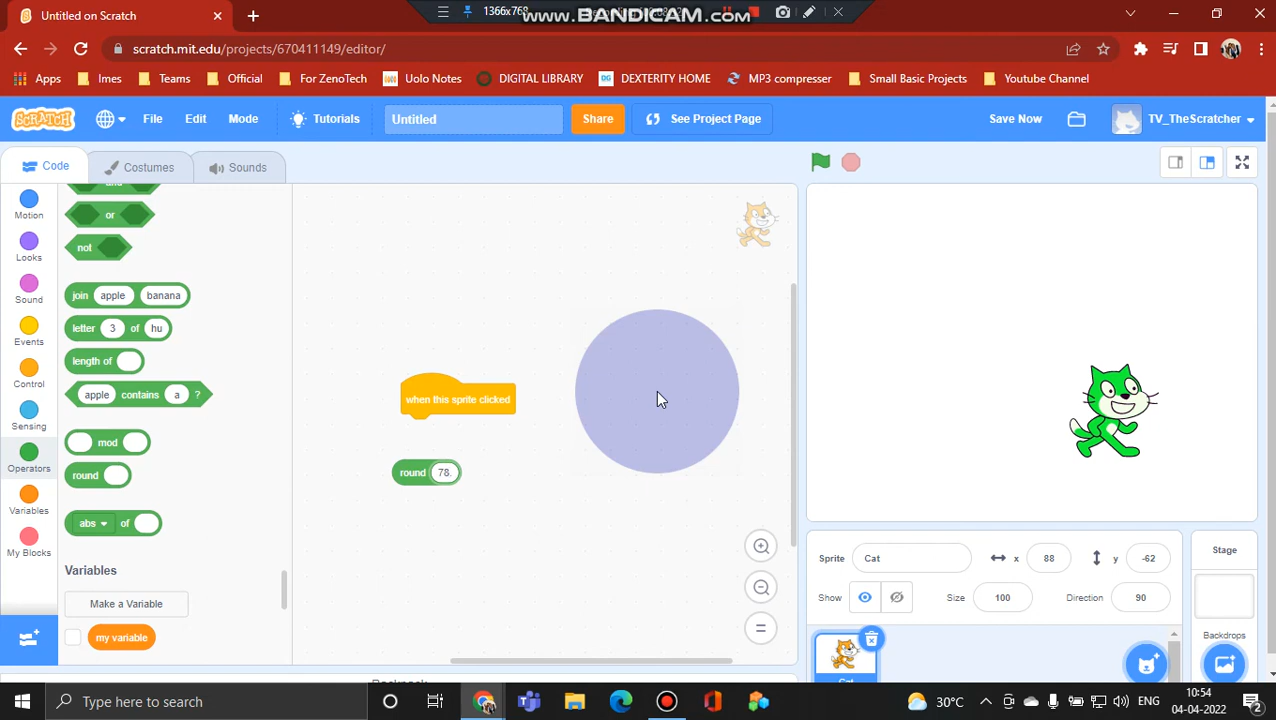 Untitled on Scratch
1366x768
www.BANDICAM.com
scratch.mit.edu/projects/670411149/editor/
Apps Imes Teams Official For ZenoTech Uolo Notes DIGITAL LIBRARY DEXTERITY HOME MP3 compresser Small Basic Projects Youtube Channel
SCRATCH File Edit Mode Tutorials Untitled Share See Project Page Save Now TV_TheScratcher
Code Costumes Sounds
Motion
Looks
Sound
Events
Control
Sensing
Operators
Variables
My Blocks
or
not
join apple banana
letter 3 of hu
length of
apple contains a ?
mod
round
abs of
Variables
Make a Variable
my variable
when this sprite clicked
round 78.
Sprite Cat x 88 y -62
Show Size 100 Direction 90
Stage
Backdrops
Type here to search
30°C
ENG
10:54
04-04-2022
2